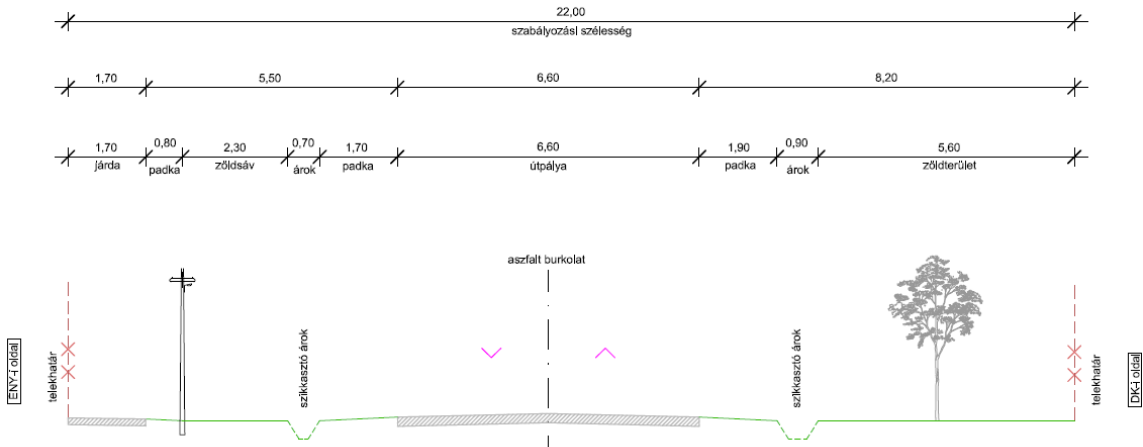 22,00
szabályozási szélesség
1,70 5,50 6,60 8,20
1,70 0,80 2,30 0,70 1,70 6,60 1,90 0,90 5,60
járda padka zöldsáv árok padka útpálya padka árok zöldterület
aszfalt burkolat
ÉNY-i oldal
telekhatár
szikkasztó árok
szikkasztó árok
telekhatár
DK-i oldal